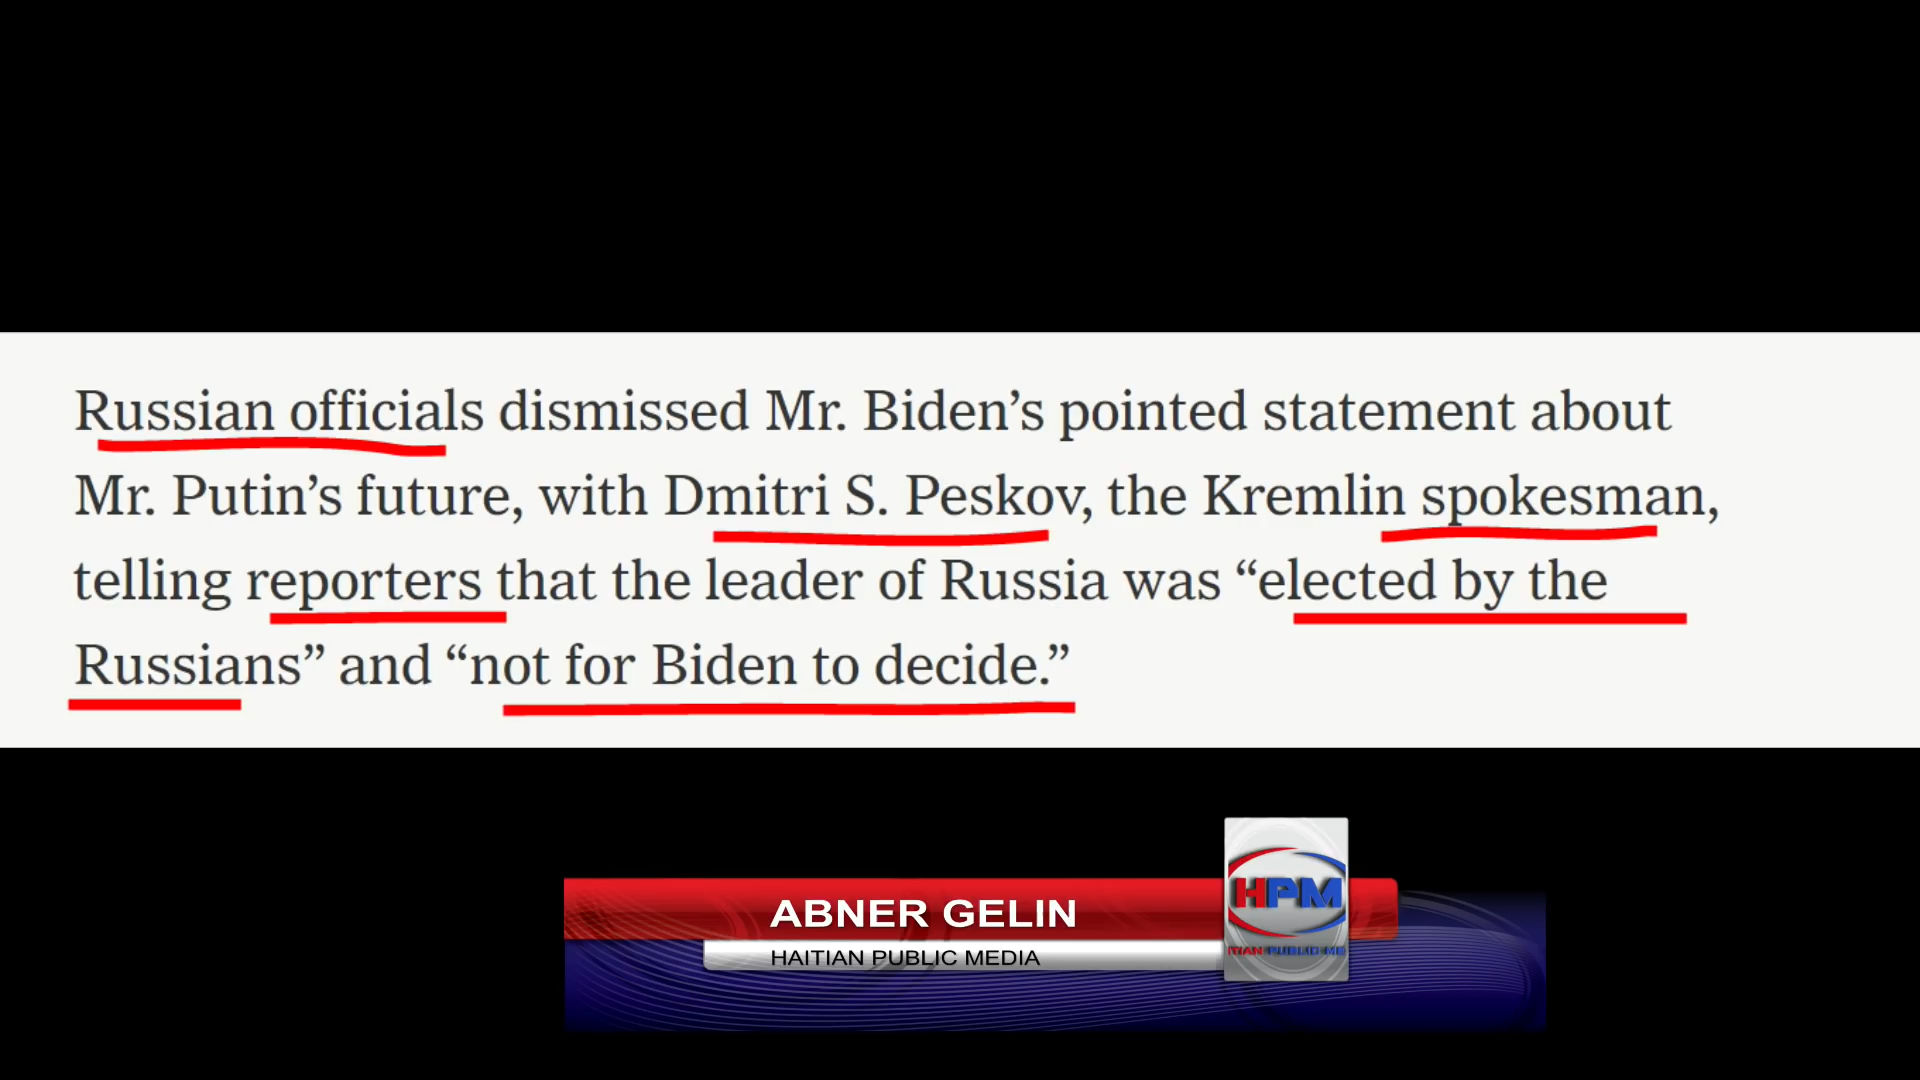 Russian officials dismissed Mr. Biden’s pointed statement about
Mr. Putin’s future, with Dmitri S. Peskov, the Kremlin spokesman,
telling reporters that the leader of Russia was “elected by the
Russians” and “not for Biden to decide.”
HPM
ABNER GELIN
HAITIAN PUBLIC MEDIA